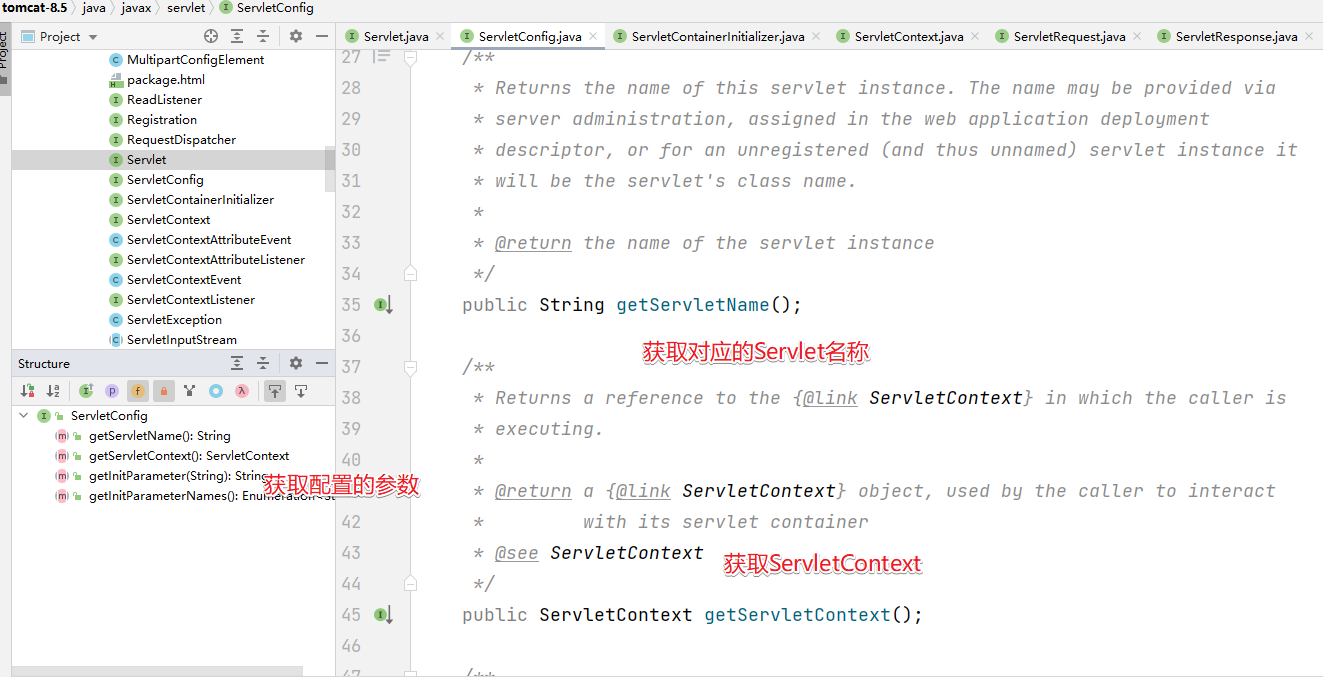 tomcat-8.5 java javax servlet ServletConfig
Project
Project
Servlet.java ServletConfig.java ServletContainerInitializer.java ServletContext.java ServletRequest.java ServletResponse.java
MultipartConfigElement
package.html
ReadListener
Registration
RequestDispatcher
Servlet
ServletConfig
ServletContainerInitializer
ServletContext
ServletContextAttributeEvent
ServletContextAttributeListener
ServletContextEvent
ServletContextListener
ServletException
ServletInputStream
Structure
ServletConfig
getServletName(): String
getServletContext(): ServletContext
getInitParameter(String): String
getInitParameterNames(): Enumeration<St
获取配置的参数
27 /**
28 * Returns the name of this servlet instance. The name may be provided via
29 * server administration, assigned in the web application deployment
30 * descriptor, or for an unregistered (and thus unnamed) servlet instance it
31 * will be the servlet's class name.
32 *
33 * @return the name of the servlet instance
34 */
35 public String getServletName();
36
获取对应的Servlet名称
37 /**
38 * Returns a reference to the {@link ServletContext} in which the caller is
39 * executing.
40 *
* @return a {@link ServletContext} object, used by the caller to interact
42 * with its servlet container
43 * @see ServletContext
获取ServletContext
44 */
45 public ServletContext getServletContext();
46
47 /**